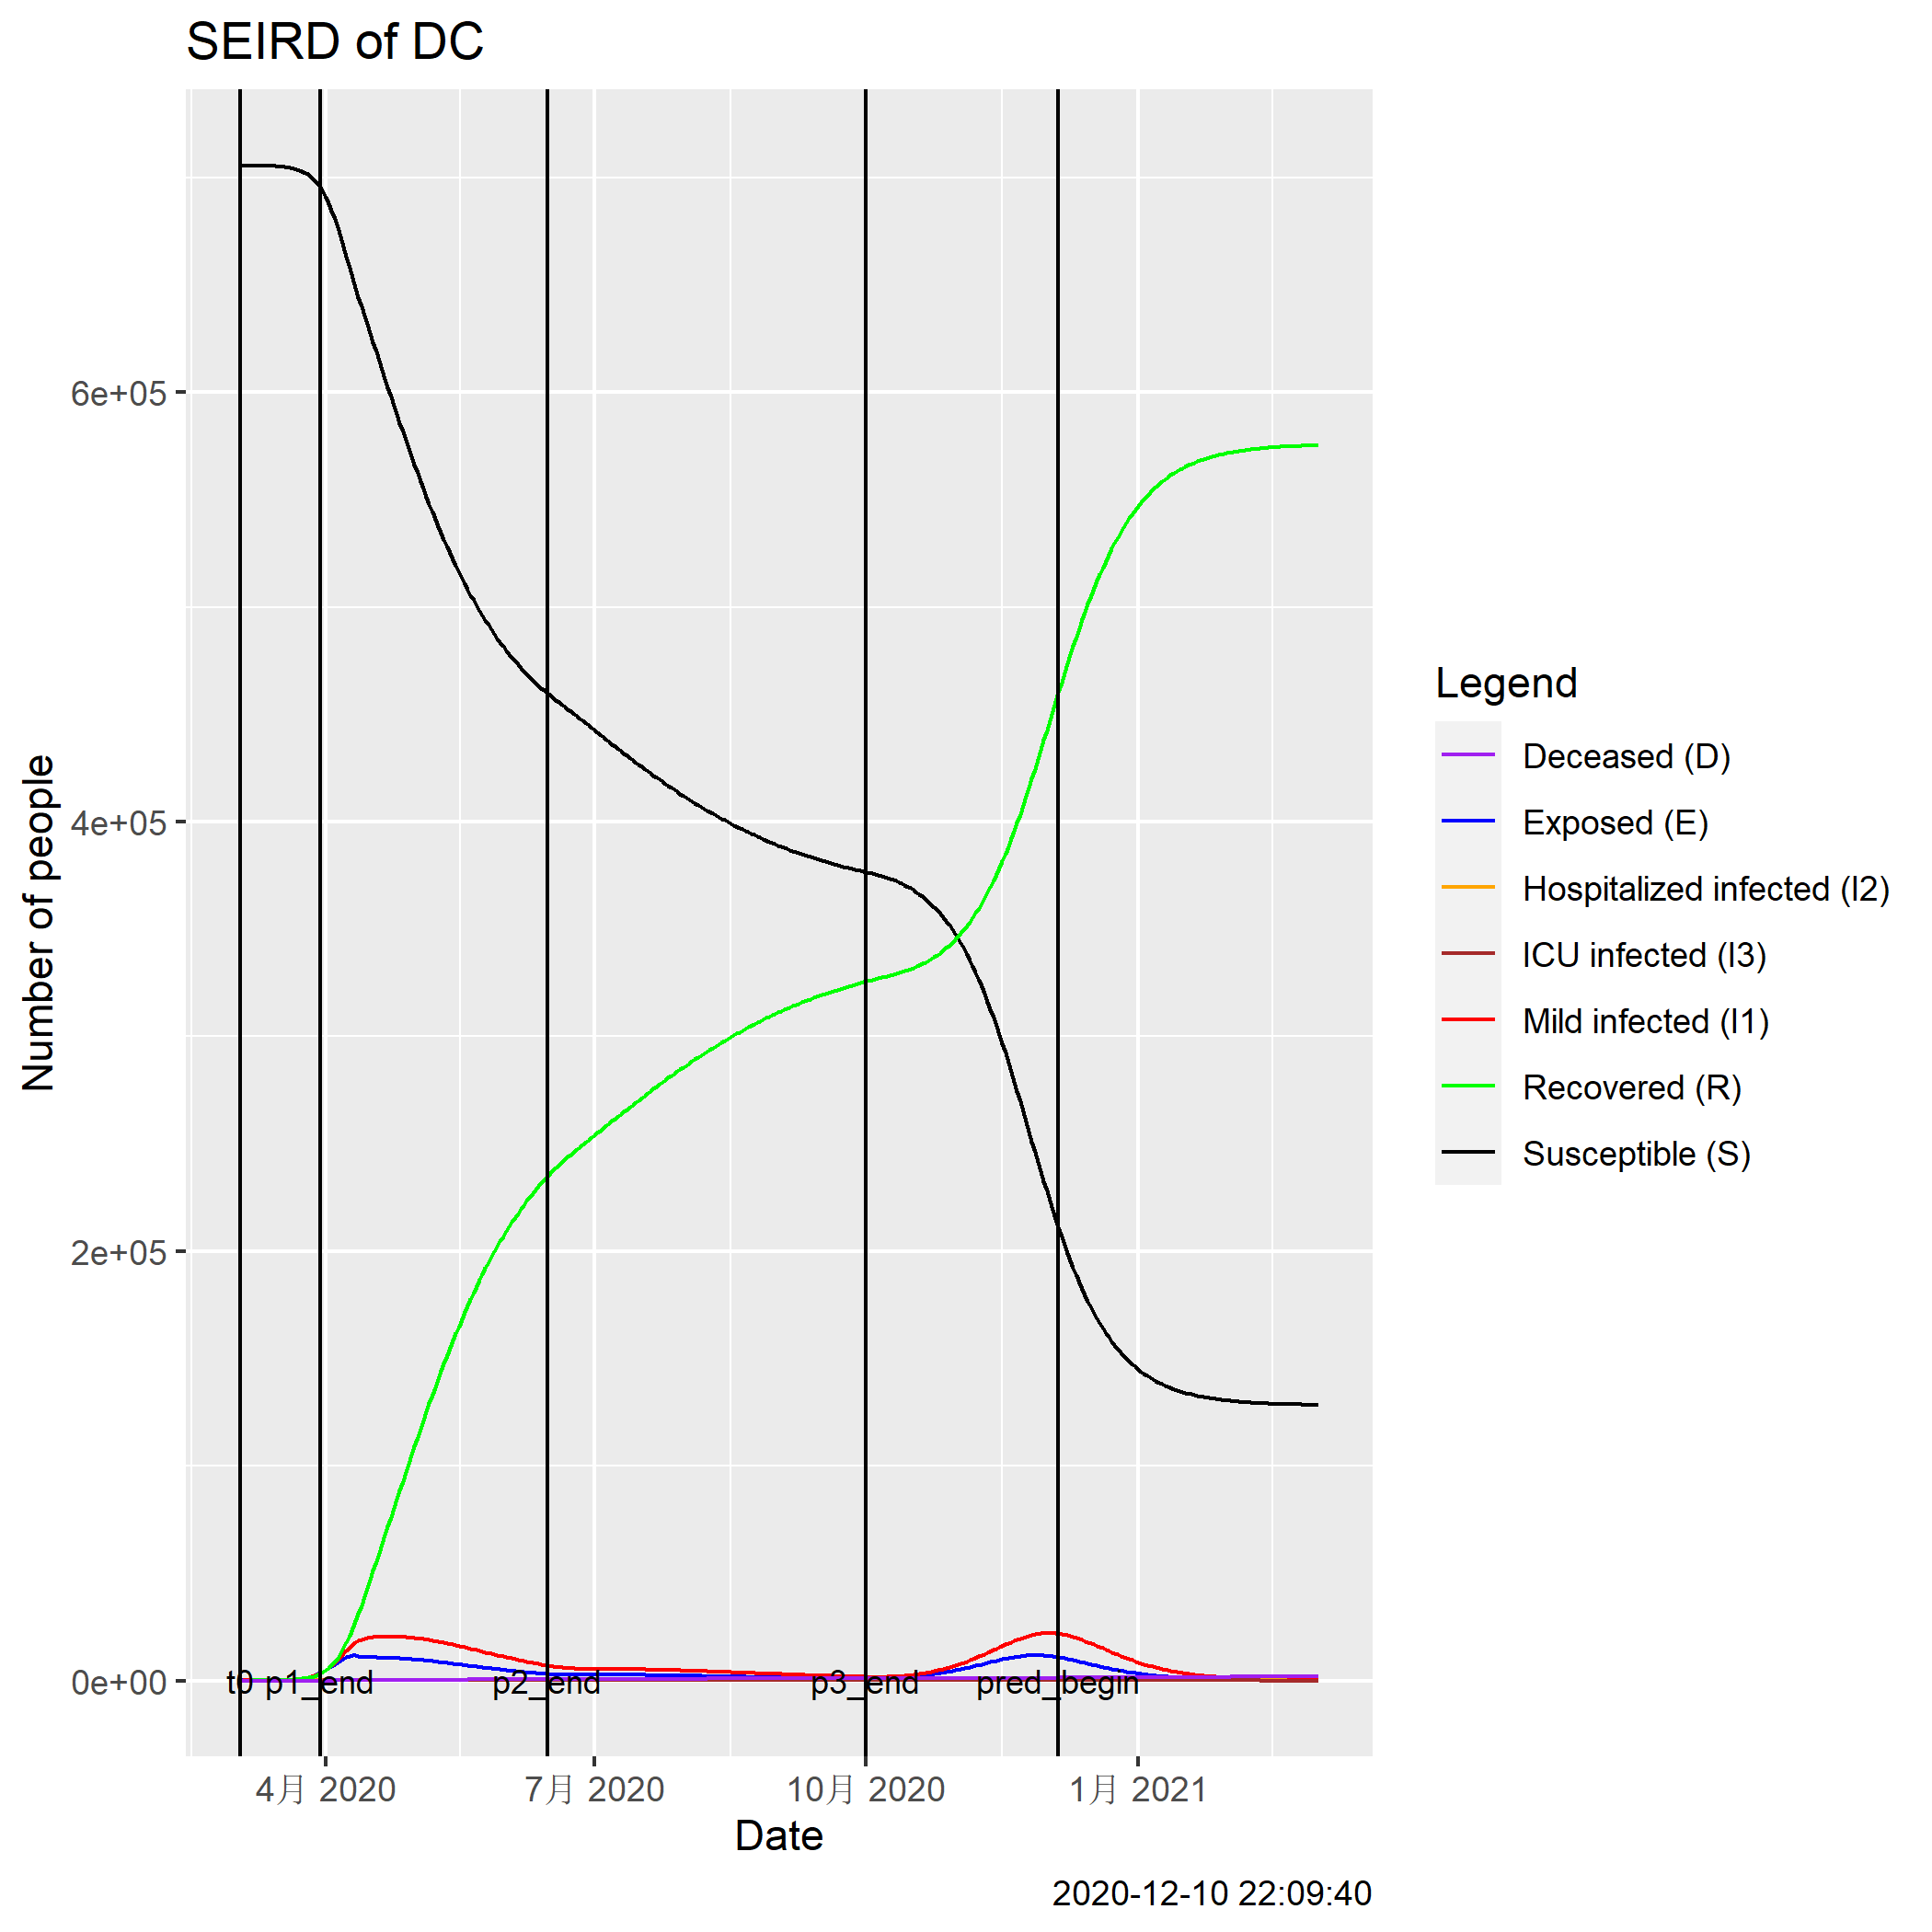 SEIRD of DC
Number of people
6e+05
4e+05
2e+05
0e+00
t0 p1_end p2_end p3_end pred_begin
4月 2020 7月 2020 10月 2020 1月 2021
Date
2020-12-10 22:09:40
Legend
Deceased (D)
Exposed (E)
Hospitalized infected (I2)
ICU infected (I3)
Mild infected (I1)
Recovered (R)
Susceptible (S)